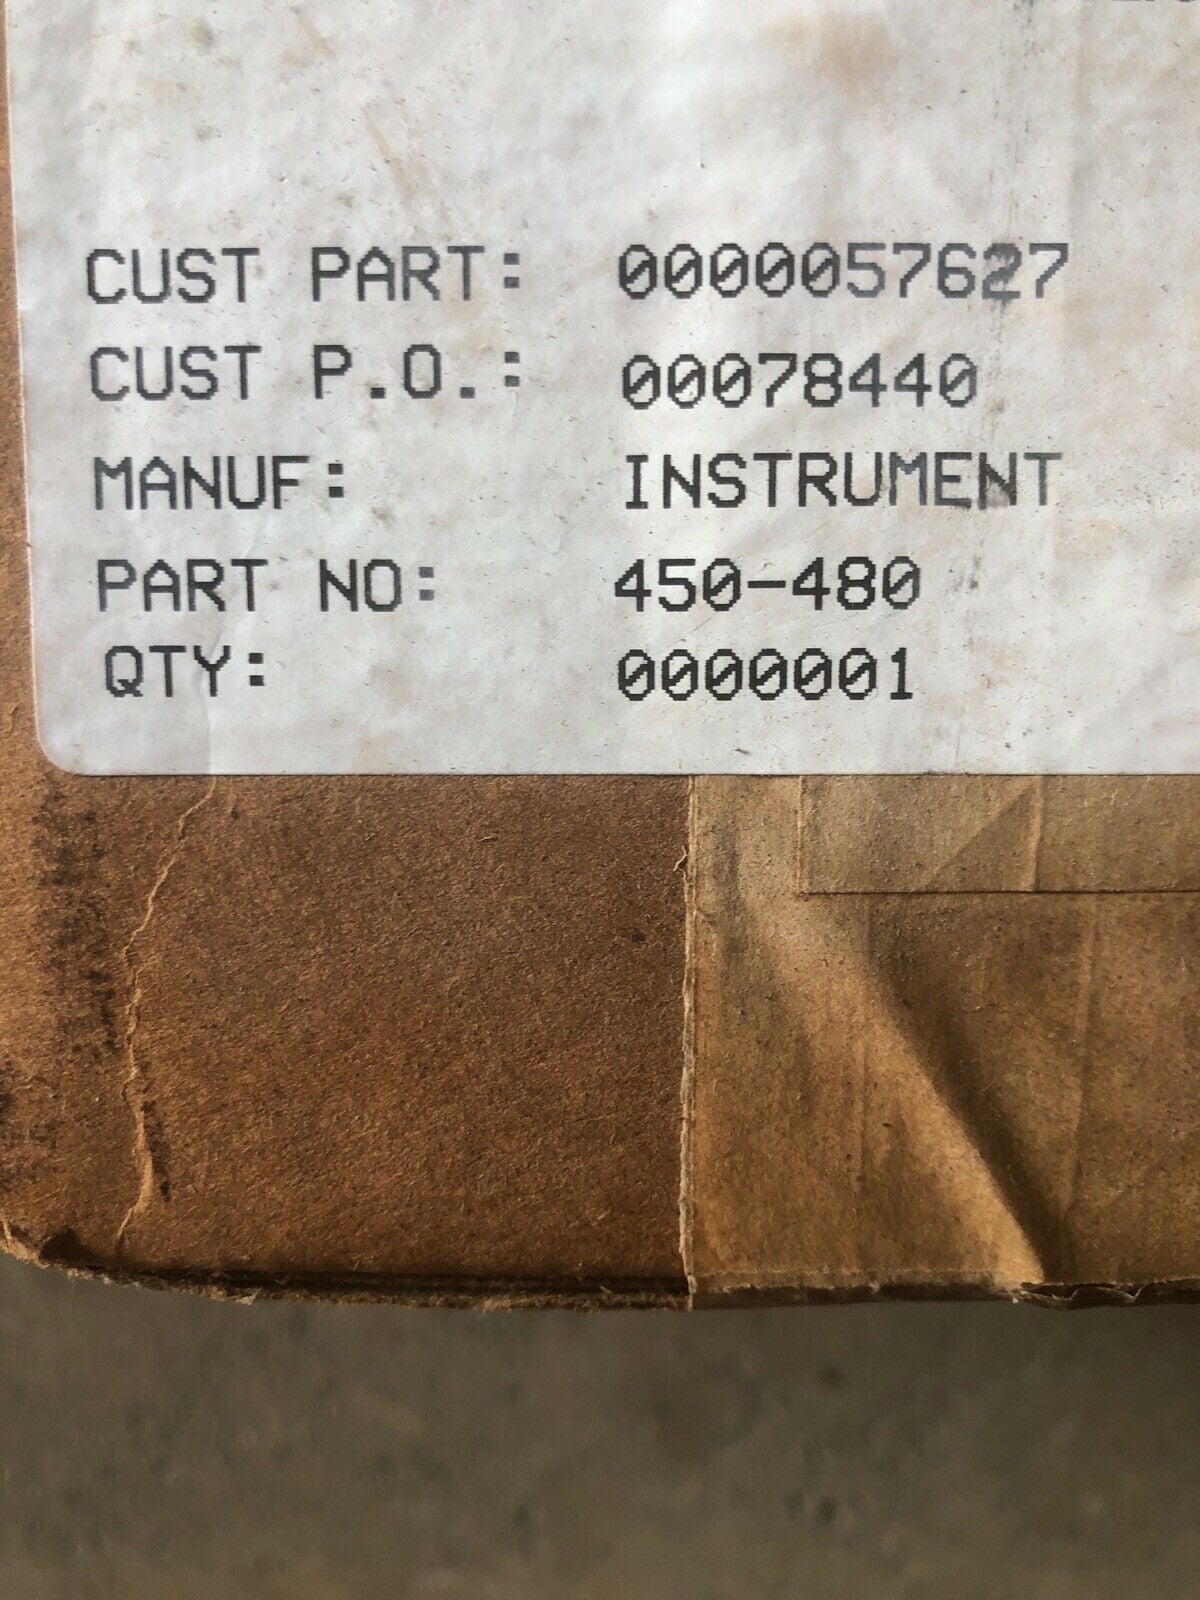 CUST PART: 0000057627
CUST P.O.: 00078440
MANUF: INSTRUMENT
PART NO: 450-480
QTY: 0000001